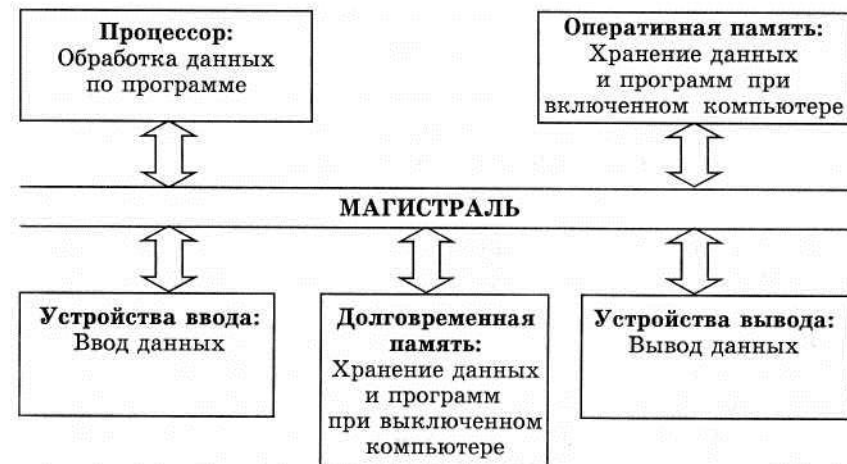 Процессор:
Обработка данных
по программе
Оперативная память:
Хранение данных
и программ при
включенном компьютере
МАГИСТРАЛЬ
Устройства ввода:
Ввод данных
Долговременная
память:
Хранение данных
и программ
при выключенном
компьютере
Устройства вывода:
Вывод данных